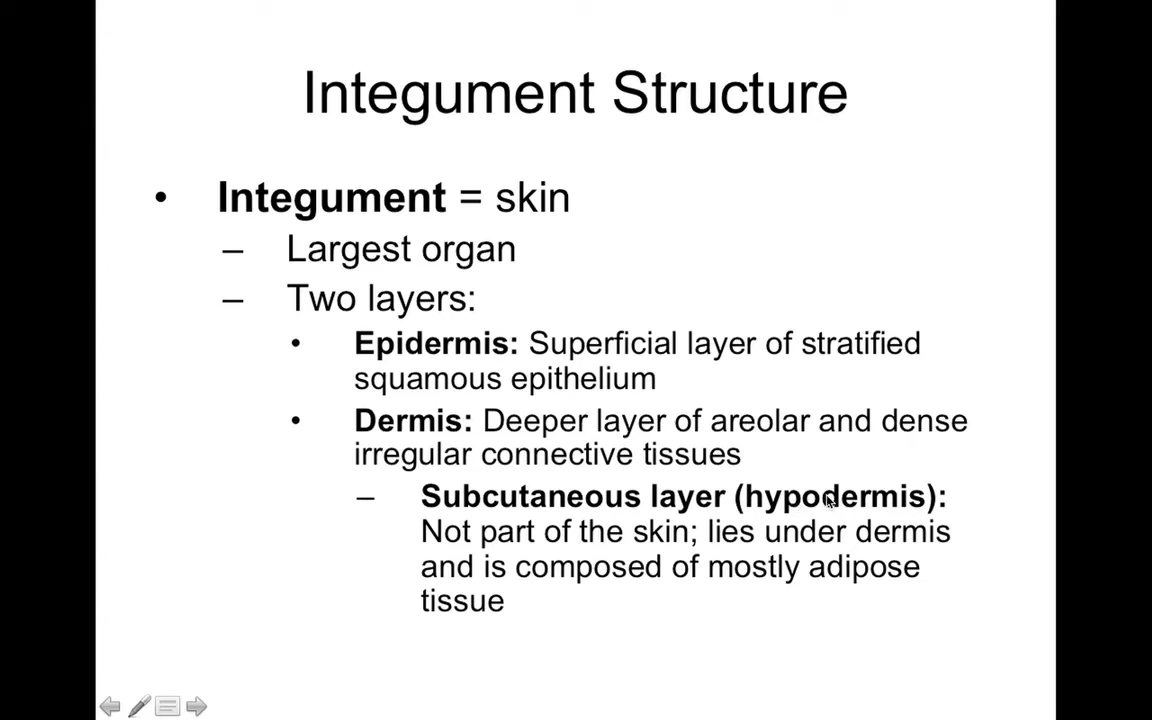 Integument Structure
• Integument = skin
– Largest organ
– Two layers:
• Epidermis: Superficial layer of stratified
squamous epithelium
• Dermis: Deeper layer of areolar and dense
irregular connective tissues
– Subcutaneous layer (hypodermis):
Not part of the skin; lies under dermis
and is composed of mostly adipose
tissue